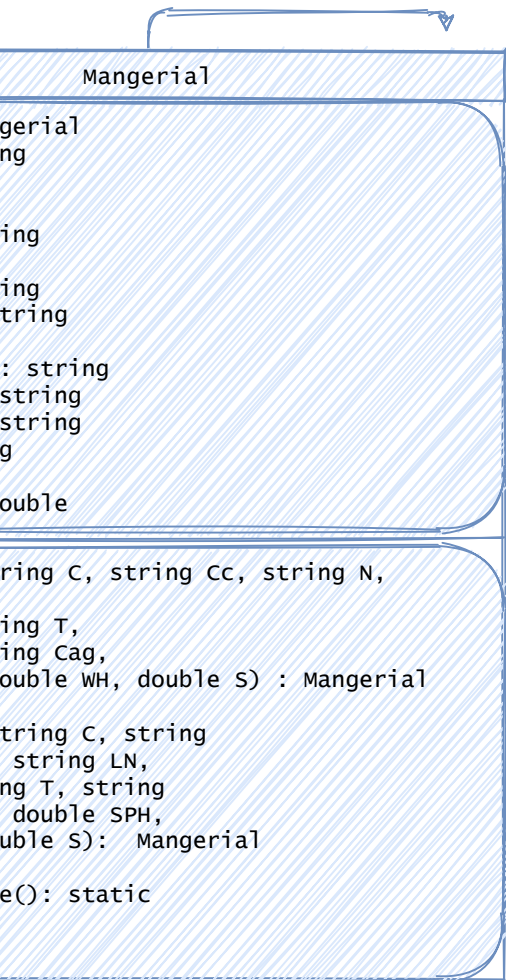 Mangerial
gerial
ng
ing
ing
tring
: string
string
string
g
ouble
ring C, string Cc, string N,
ing T,
ing Cag,
ouble WH, double S) : Mangerial
tring C, string
string LN,
ng T, string
double SPH,
uble S): Mangerial
e(): static